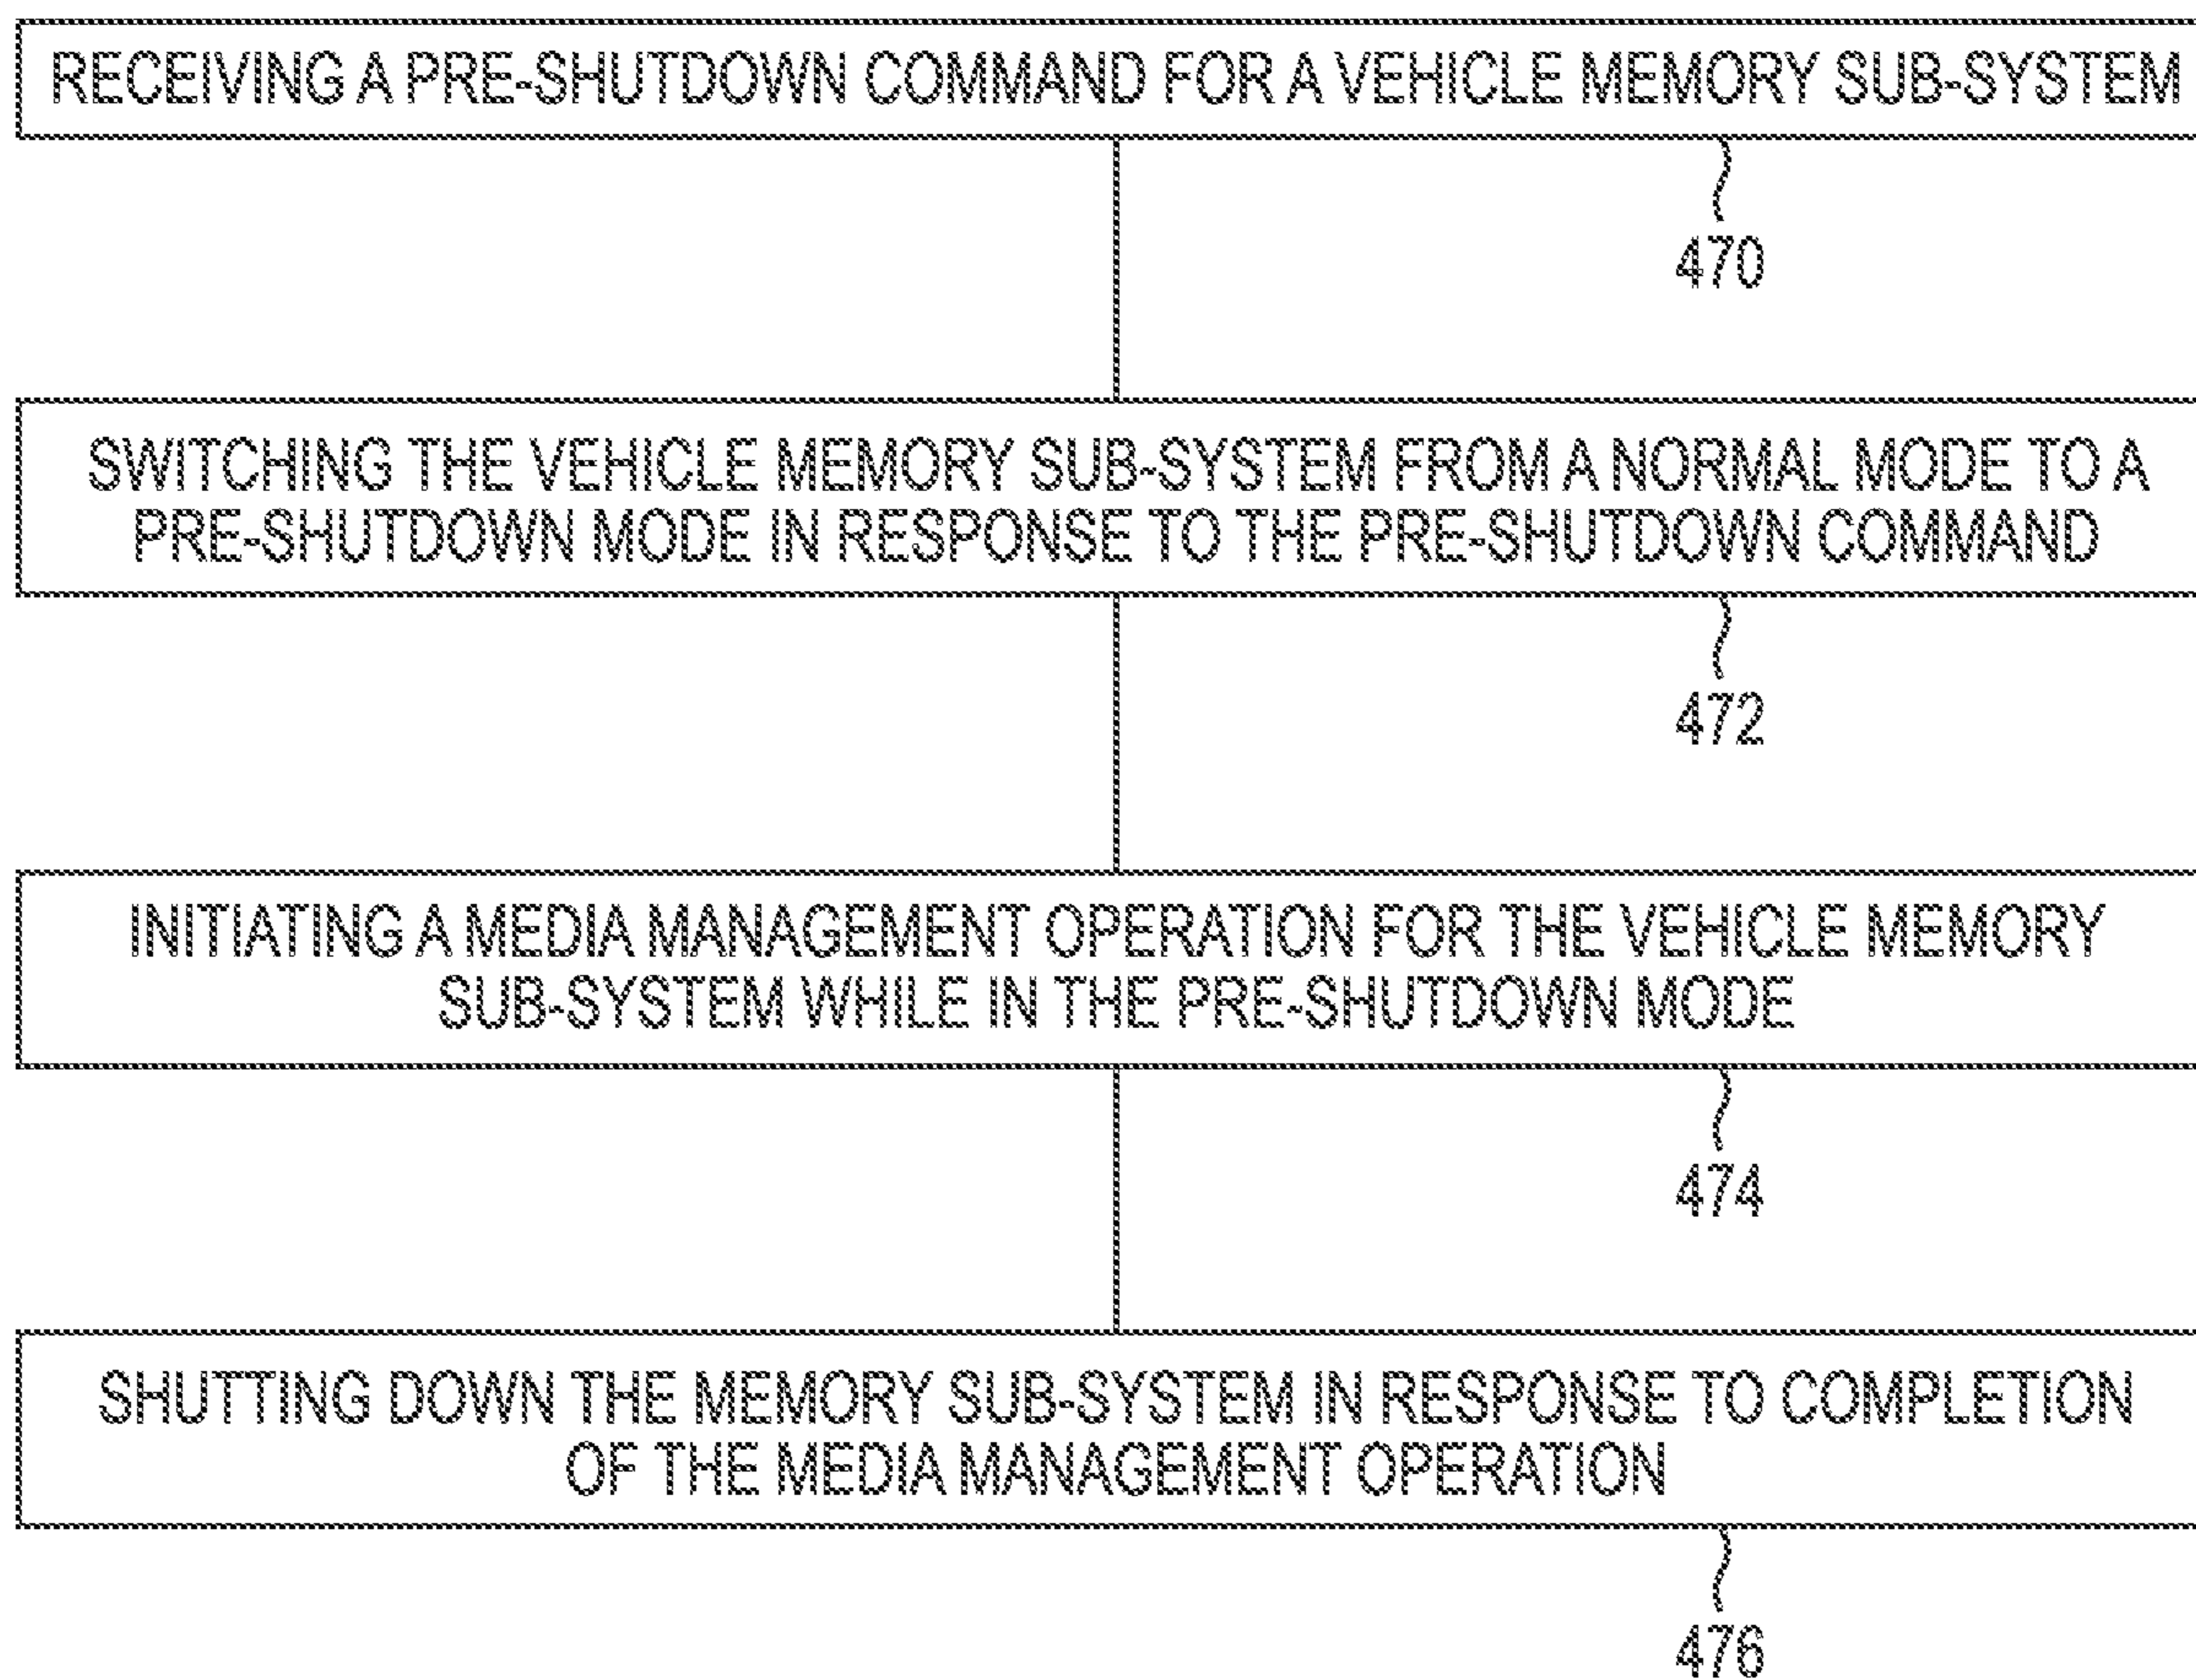 RECEIVING A PRE-SHUTDOWN COMMAND FOR A VEHICLE MEMORY SUB-SYSTEM
470
SWITCHING THE VEHICLE MEMORY SUB-SYSTEM FROM A NORMAL MODE TO A
PRE-SHUTDOWN MODE IN RESPONSE TO THE PRE-SHUTDOWN COMMAND
472
INITIATING A MEDIA MANAGEMENT OPERATION FOR THE VEHICLE MEMORY
SUB-SYSTEM WHILE IN THE PRE-SHUTDOWN MODE
474
SHUTTING DOWN THE MEMORY SUB-SYSTEM IN RESPONSE TO COMPLETION
OF THE MEDIA MANAGEMENT OPERATION
476